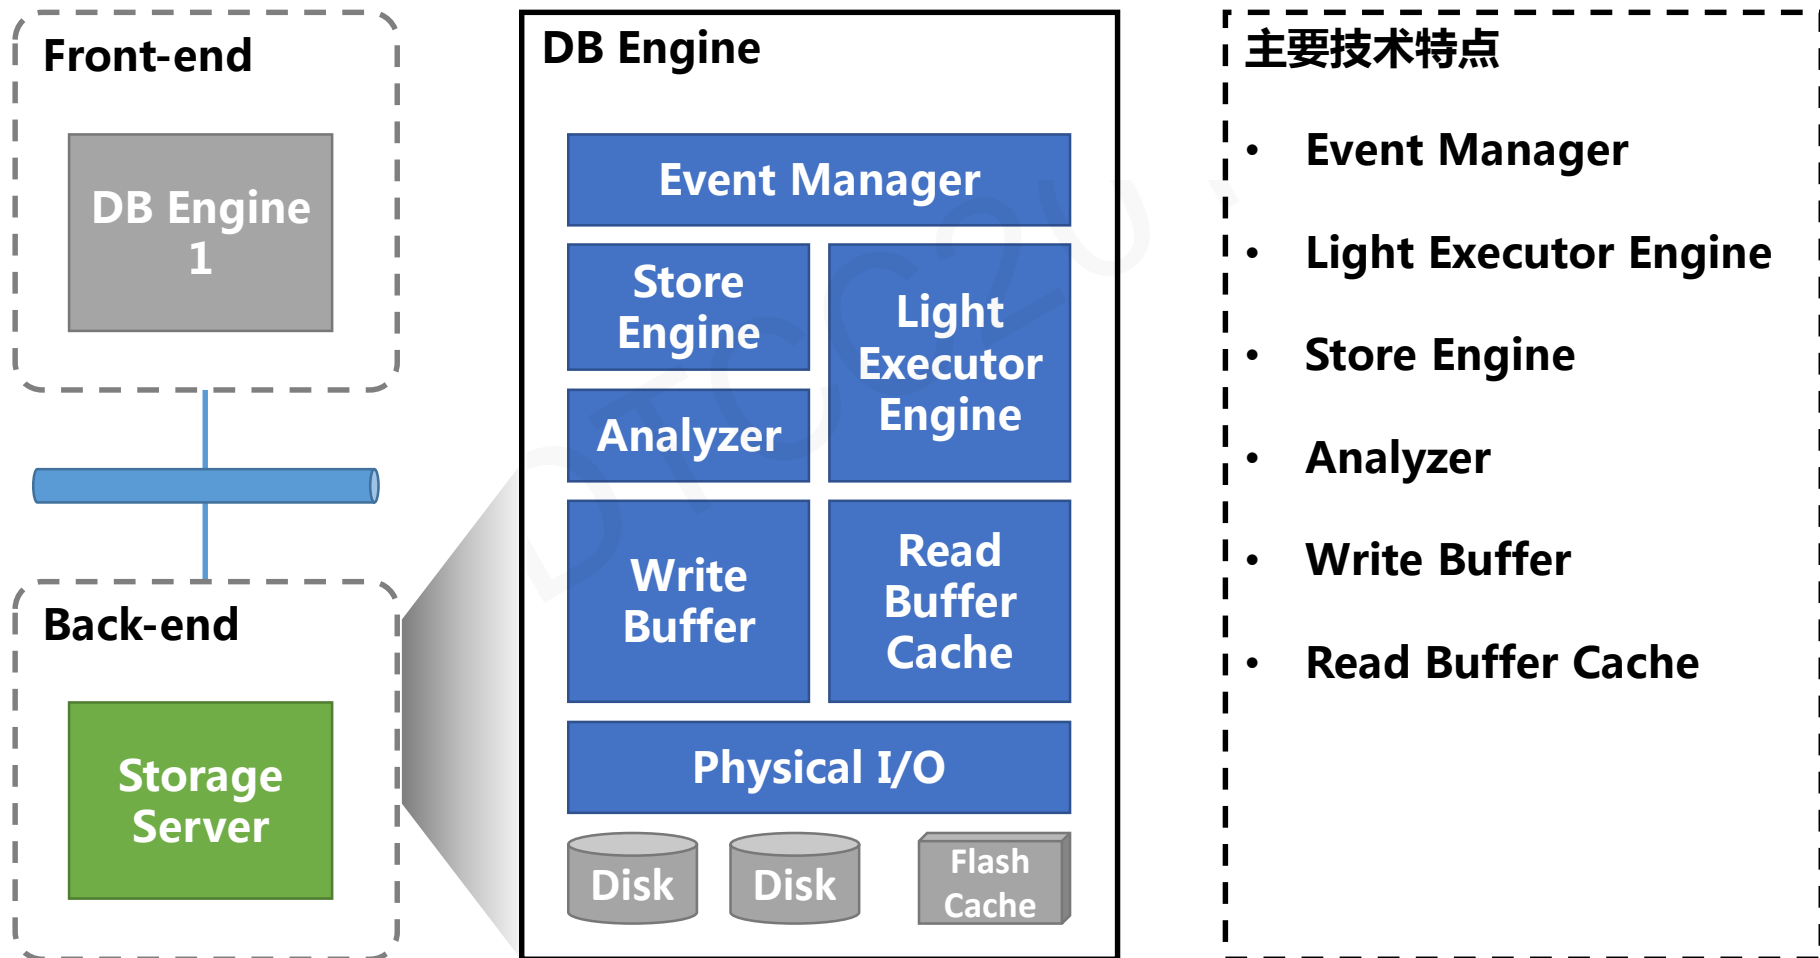 Front-end
DB Engine
1
Back-end
Storage
Server
DB Engine
Event Manager
Store
Engine
Light
Executor
Engine
Analyzer
Write
Buffer
Read
Buffer
Cache
Physical I/O
Disk
Disk
Flash
Cache
主要技术特点
• Event Manager
• Light Executor Engine
• Store Engine
• Analyzer
• Write Buffer
• Read Buffer Cache